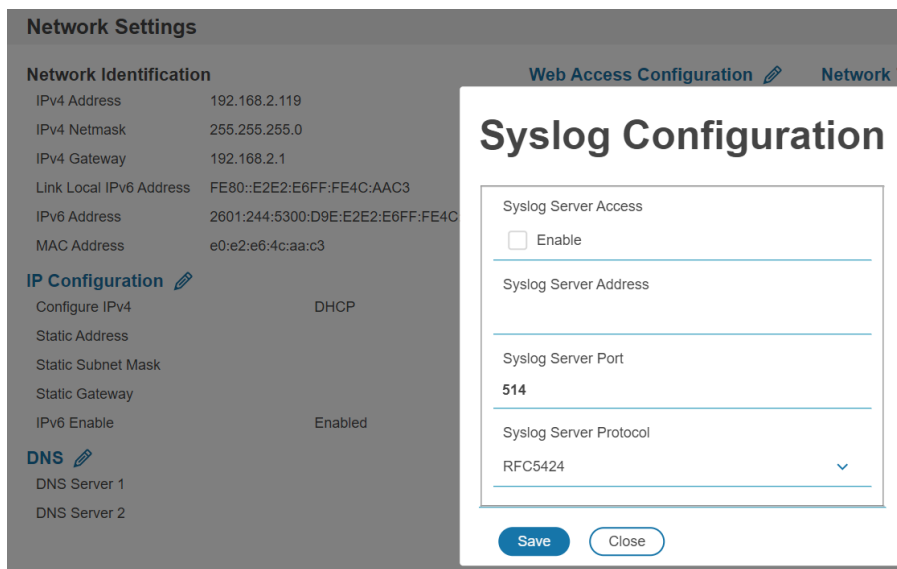 Network Settings
Network Identification
IPv4 Address 192.168.2.119
IPv4 Netmask 255.255.255.0
IPv4 Gateway 192.168.2.1
Link Local IPv6 Address FE80::E2E2:E6FF:FE4C:AAC3
IPv6 Address 2601:244:5300:D9E:E2E2:E6FF:FE4C
MAC Address e0:e2:e6:4c:aa:c3
IP Configuration
Configure IPv4 DHCP
Static Address
Static Subnet Mask
Static Gateway
IPv6 Enable Enabled
DNS
DNS Server 1
DNS Server 2
Web Access Configuration
Network
Syslog Configuration
Syslog Server Access
Enable
Syslog Server Address
Syslog Server Port
514
Syslog Server Protocol
RFC5424
Save
Close